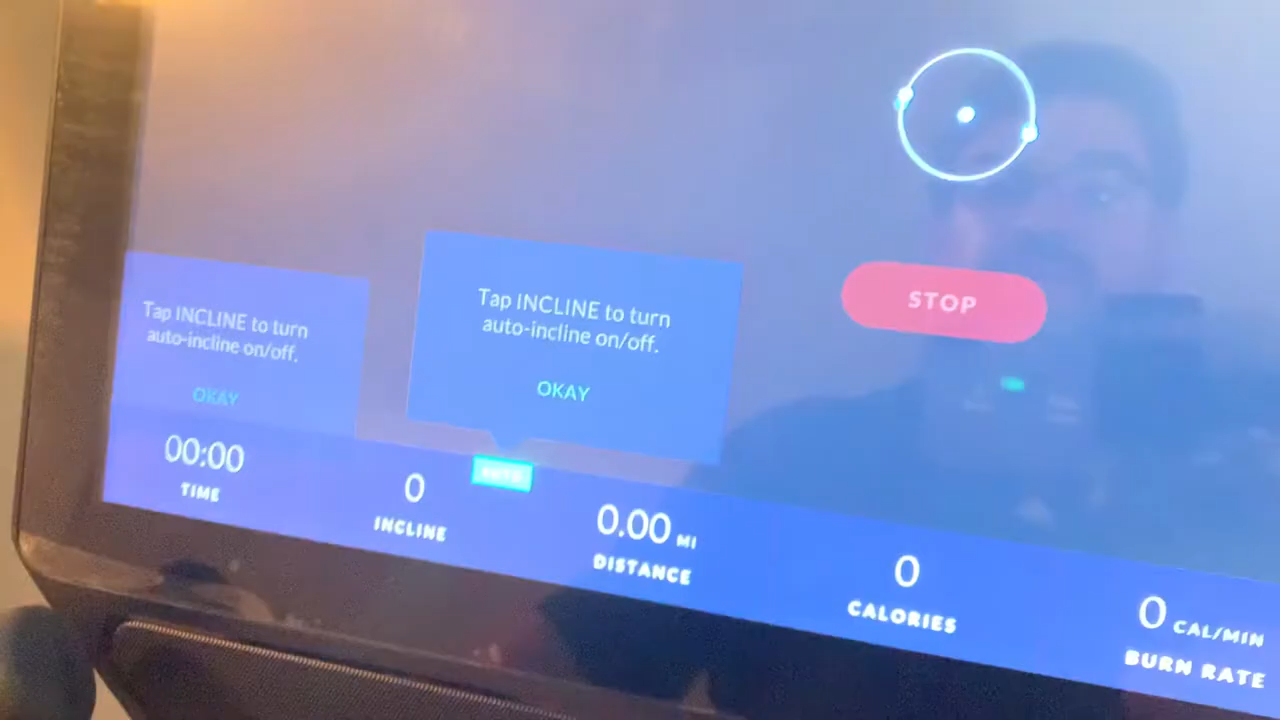 Tap INCLINE to turn
auto-incline on/off.
OKAY
Tap INCLINE to turn
auto-incline on/off.
OKAY
STOP
00:00
TIME
0
INCLINE
0.00 MI
DISTANCE
0
CALORIES
0 CAL/MIN
BURN RATE